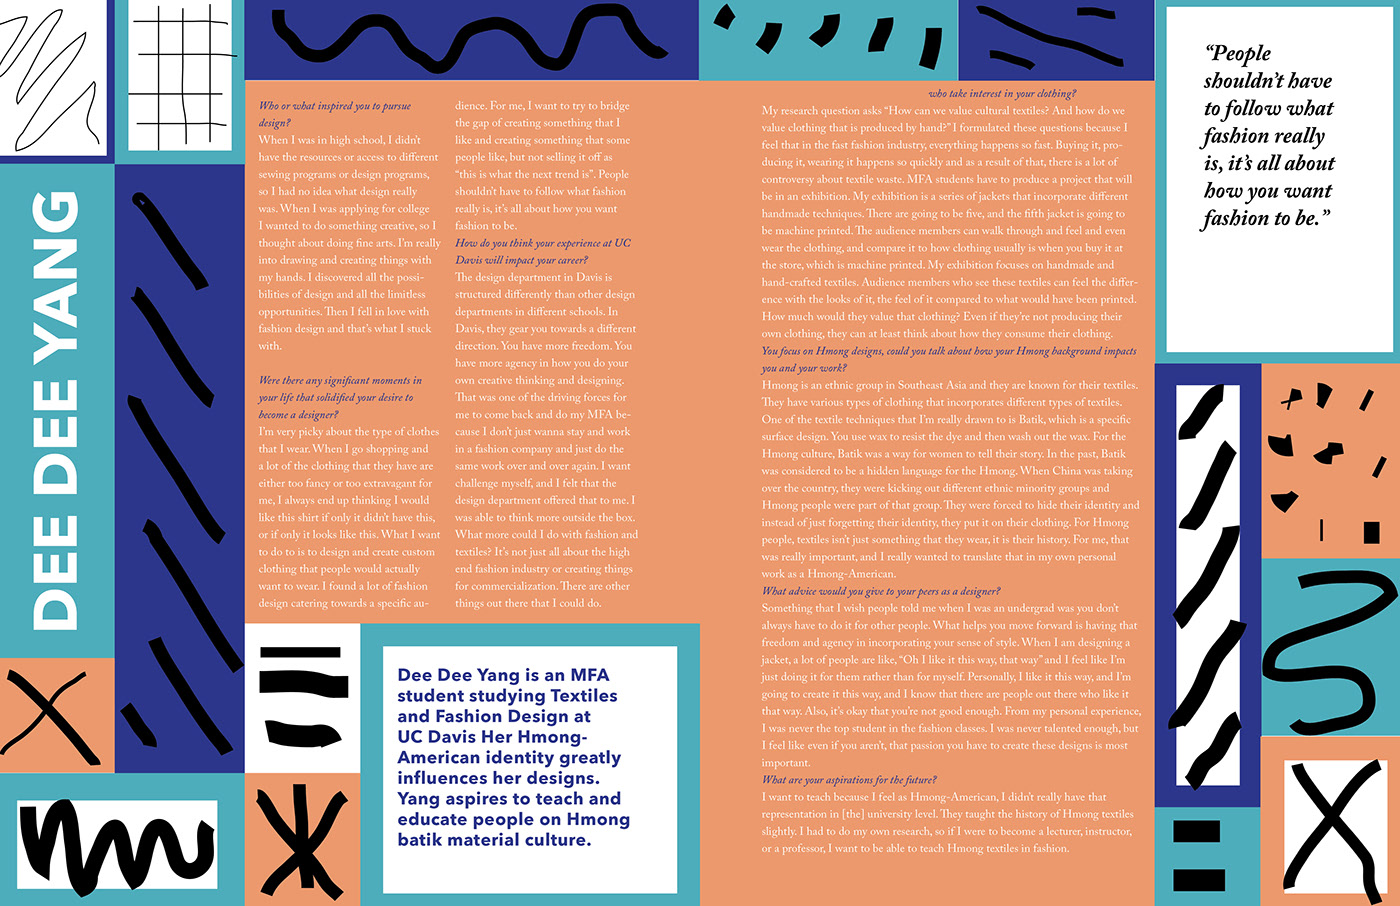 DEE DEE YANG
Who or what inspired you to pursue
design?
When I was in high school, I didn't
have the resources or access to different
sewing programs or design programs,
so I had no idea what design really
was. When I was applying for college
I wanted to do something creative, so I
thought about doing fine arts. I'm really
into drawing and creating things with
my hands. I discovered all the possi-
bilities of design and all the limitless
opportunities. Then I fell in love with
fashion design and that's what I stuck
with.
Were there any significant moments in
your life that solidified your desire to
become a designer?
I'm very picky about the type of clothes
that I wear. When I go shopping and
a lot of the clothing that they have are
either too fancy or too extravagant for
me, I always end up thinking I would
like this shirt if only it didn't have this,
or if only it looks like this. What I want
to do to is to design and create custom
clothing that people would actually
want to wear. I found a lot of fashion
design catering towards a specific au-
dience. For me, I want to try to bridge
the gap of creating something that I
like and creating something that some
people like, but not selling it off as
"this is what the next trend is". People
shouldn't have to follow what fashion
really is, it's all about how you want
fashion to be.
How do you think your experience at UC
Davis will impact your career?
The design department in Davis is
structured differently than other design
departments in different schools. In
Davis, they gear you towards a different
direction. You have more freedom. You
have more agency in how you do your
own creative thinking and designing.
That was one of the driving forces for
me to come back and do my MFA be-
cause I don't just wanna stay and work
in a fashion company and just do the
same work over and over again. I want
challenge myself, and I felt that the
design department offered that to me. I
was able to think more outside the box.
What more could I do with fashion and
textiles? It's not just all about the high
end fashion industry or creating things
for commercialization. There are other
things out there that I could do.
Dee Dee Yang is an MFA
student studying Textiles
and Fashion Design at
UC Davis Her Hmong-
American identity greatly
influences her designs.
Yang aspires to teach and
educate people on Hmong
batik material culture.
who take interest in your clothing?
My research question asks "How can we value cultural textiles? And how do we
value clothing that is produced by hand?" I formulated these questions because I
feel that in the fast fashion industry, everything happens so fast. Buying it, pro-
ducing it, wearing it happens so quickly and as a result of that, there is a lot of
controversy about textile waste. MFA students have to produce a project that will
be in an exhibition. My exhibition is a series of jackets that incorporate different
handmade techniques. There are going to be five, and the fifth jacket is going to
be machine printed. The audience members can walk through and feel and even
wear the clothing, and compare it to how clothing usually is when you buy it at
the store, which is machine printed. My exhibition focuses on handmade and
hand-crafted textiles. Audience members who see these textiles can feel the differ-
ence with the looks of it, the feel of it compared to what would have been printed.
How much would they value that clothing? Even if they're not producing their
own clothing, they can at least think about how they consume their clothing.
You focus on Hmong designs, could you talk about how your Hmong background impacts
you and your work?
Hmong is an ethnic group in Southeast Asia and they are known for their textiles.
They have various types of clothing that incorporates different types of textiles.
One of the textile techniques that I'm really drawn to is Batik, which is a specific
surface design. You use wax to resist the dye and then wash out the wax. For the
Hmong culture, Batik was a way for women to tell their story. In the past, Batik
was considered to be a hidden language for the Hmong. When China was taking
over the country, they were kicking out different ethnic minority groups and
Hmong people were part of that group. They were forced to hide their identity and
instead of just forgetting their identity, they put it on their clothing. For Hmong
people, textiles isn't just something that they wear, it is their history. For me, that
was really important, and I really wanted to translate that in my own personal
work as a Hmong-American.
What advice would you give to your peers as a designer?
Something that I wish people told me when I was an undergrad was you don't
always have to do it for other people. What helps you move forward is having that
freedom and agency in incorporating your sense of style. When I am designing a
jacket, a lot of people are like, "Oh I like it this way, that way" and I feel like I'm
just doing it for them rather than for myself. Personally, I like it this way, and I'm
going to create it this way, and I know that there are people out there who like it
that way. Also, it's okay that you're not good enough. From my personal experience,
I was never the top student in the fashion classes. I was never talented enough, but
I feel like even if you aren't, that passion you have to create these designs is most
important.
What are your aspirations for the future?
I want to teach because I feel as Hmong-American, I didn't really have that
representation in [the] university level. They taught the history of Hmong textiles
slightly. I had to do my own research, so if I were to become a lecturer, instructor,
or a professor, I want to be able to teach Hmong textiles in fashion.
"People
shouldn't have
to follow what
fashion really
is, it's all about
how you want
fashion to be."